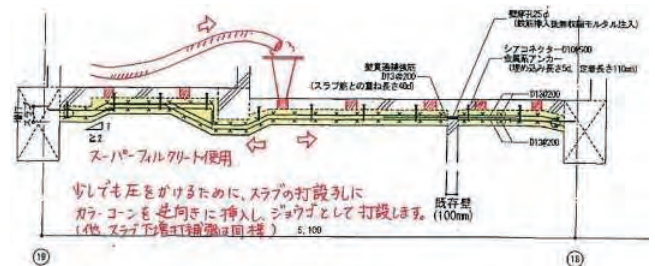 壁穿孔25φ
(鉄筋挿入後無収縮モルタル注入)
シアコネクターD10@500
金属系アンカー
(埋め込み長さ5d、定着長さ110mm)
壁貫通補強筋
D13@200
(スラブ筋との重ね長さ40d)
D13@200
D13@200
スーパーフィルクリート使用
少しでも圧をかけるために、スラブの打設孔に
カラーコーンを逆向きに挿入し、ジョウゴとして打設します。
(他、スラブ下増打補強は同様)
既存壁
(100mm)
6,100
19
18